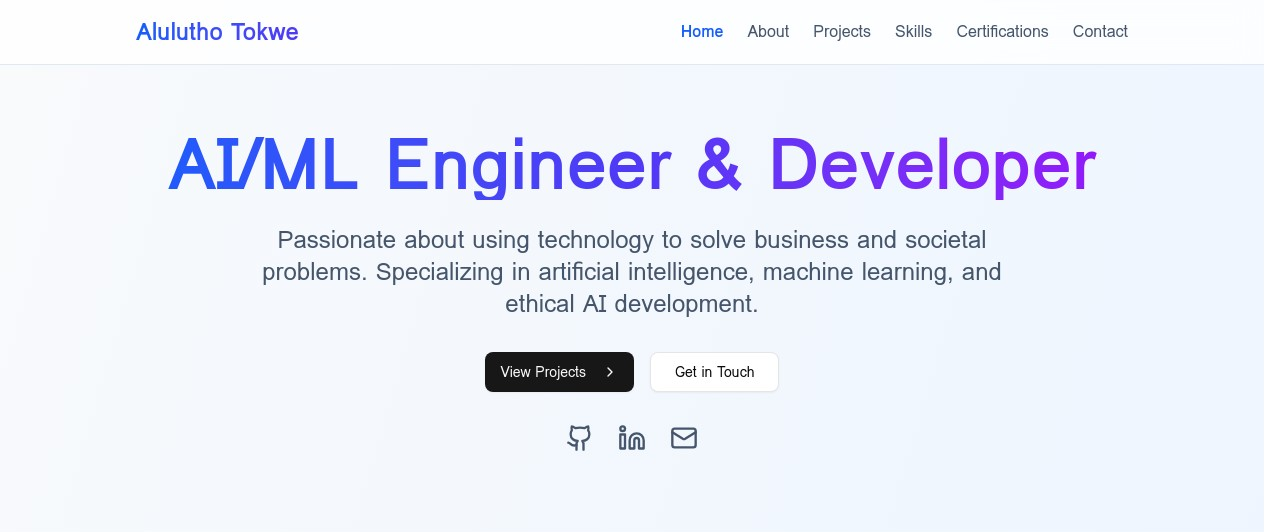 Alulutho Tokwe
Home About Projects Skills Certifications Contact
AI/ML Engineer & Developer
Passionate about using technology to solve business and societal
problems. Specializing in artificial intelligence, machine learning, and
ethical AI development.
View Projects
Get in Touch